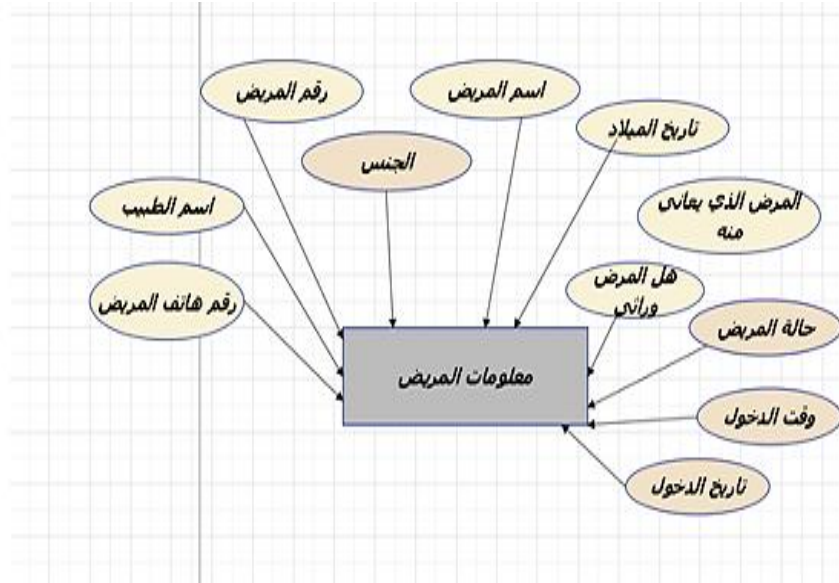 رقم المريض
اسم المريض
تاريخ الميلاد
الجنس
المرض الذي يعاني
منه
اسم الطبيب
رقم هاتف المريض
هل المرض
وراثي
حالة المريض
معلومات المريض
وقت الدخول
تاريخ الدخول